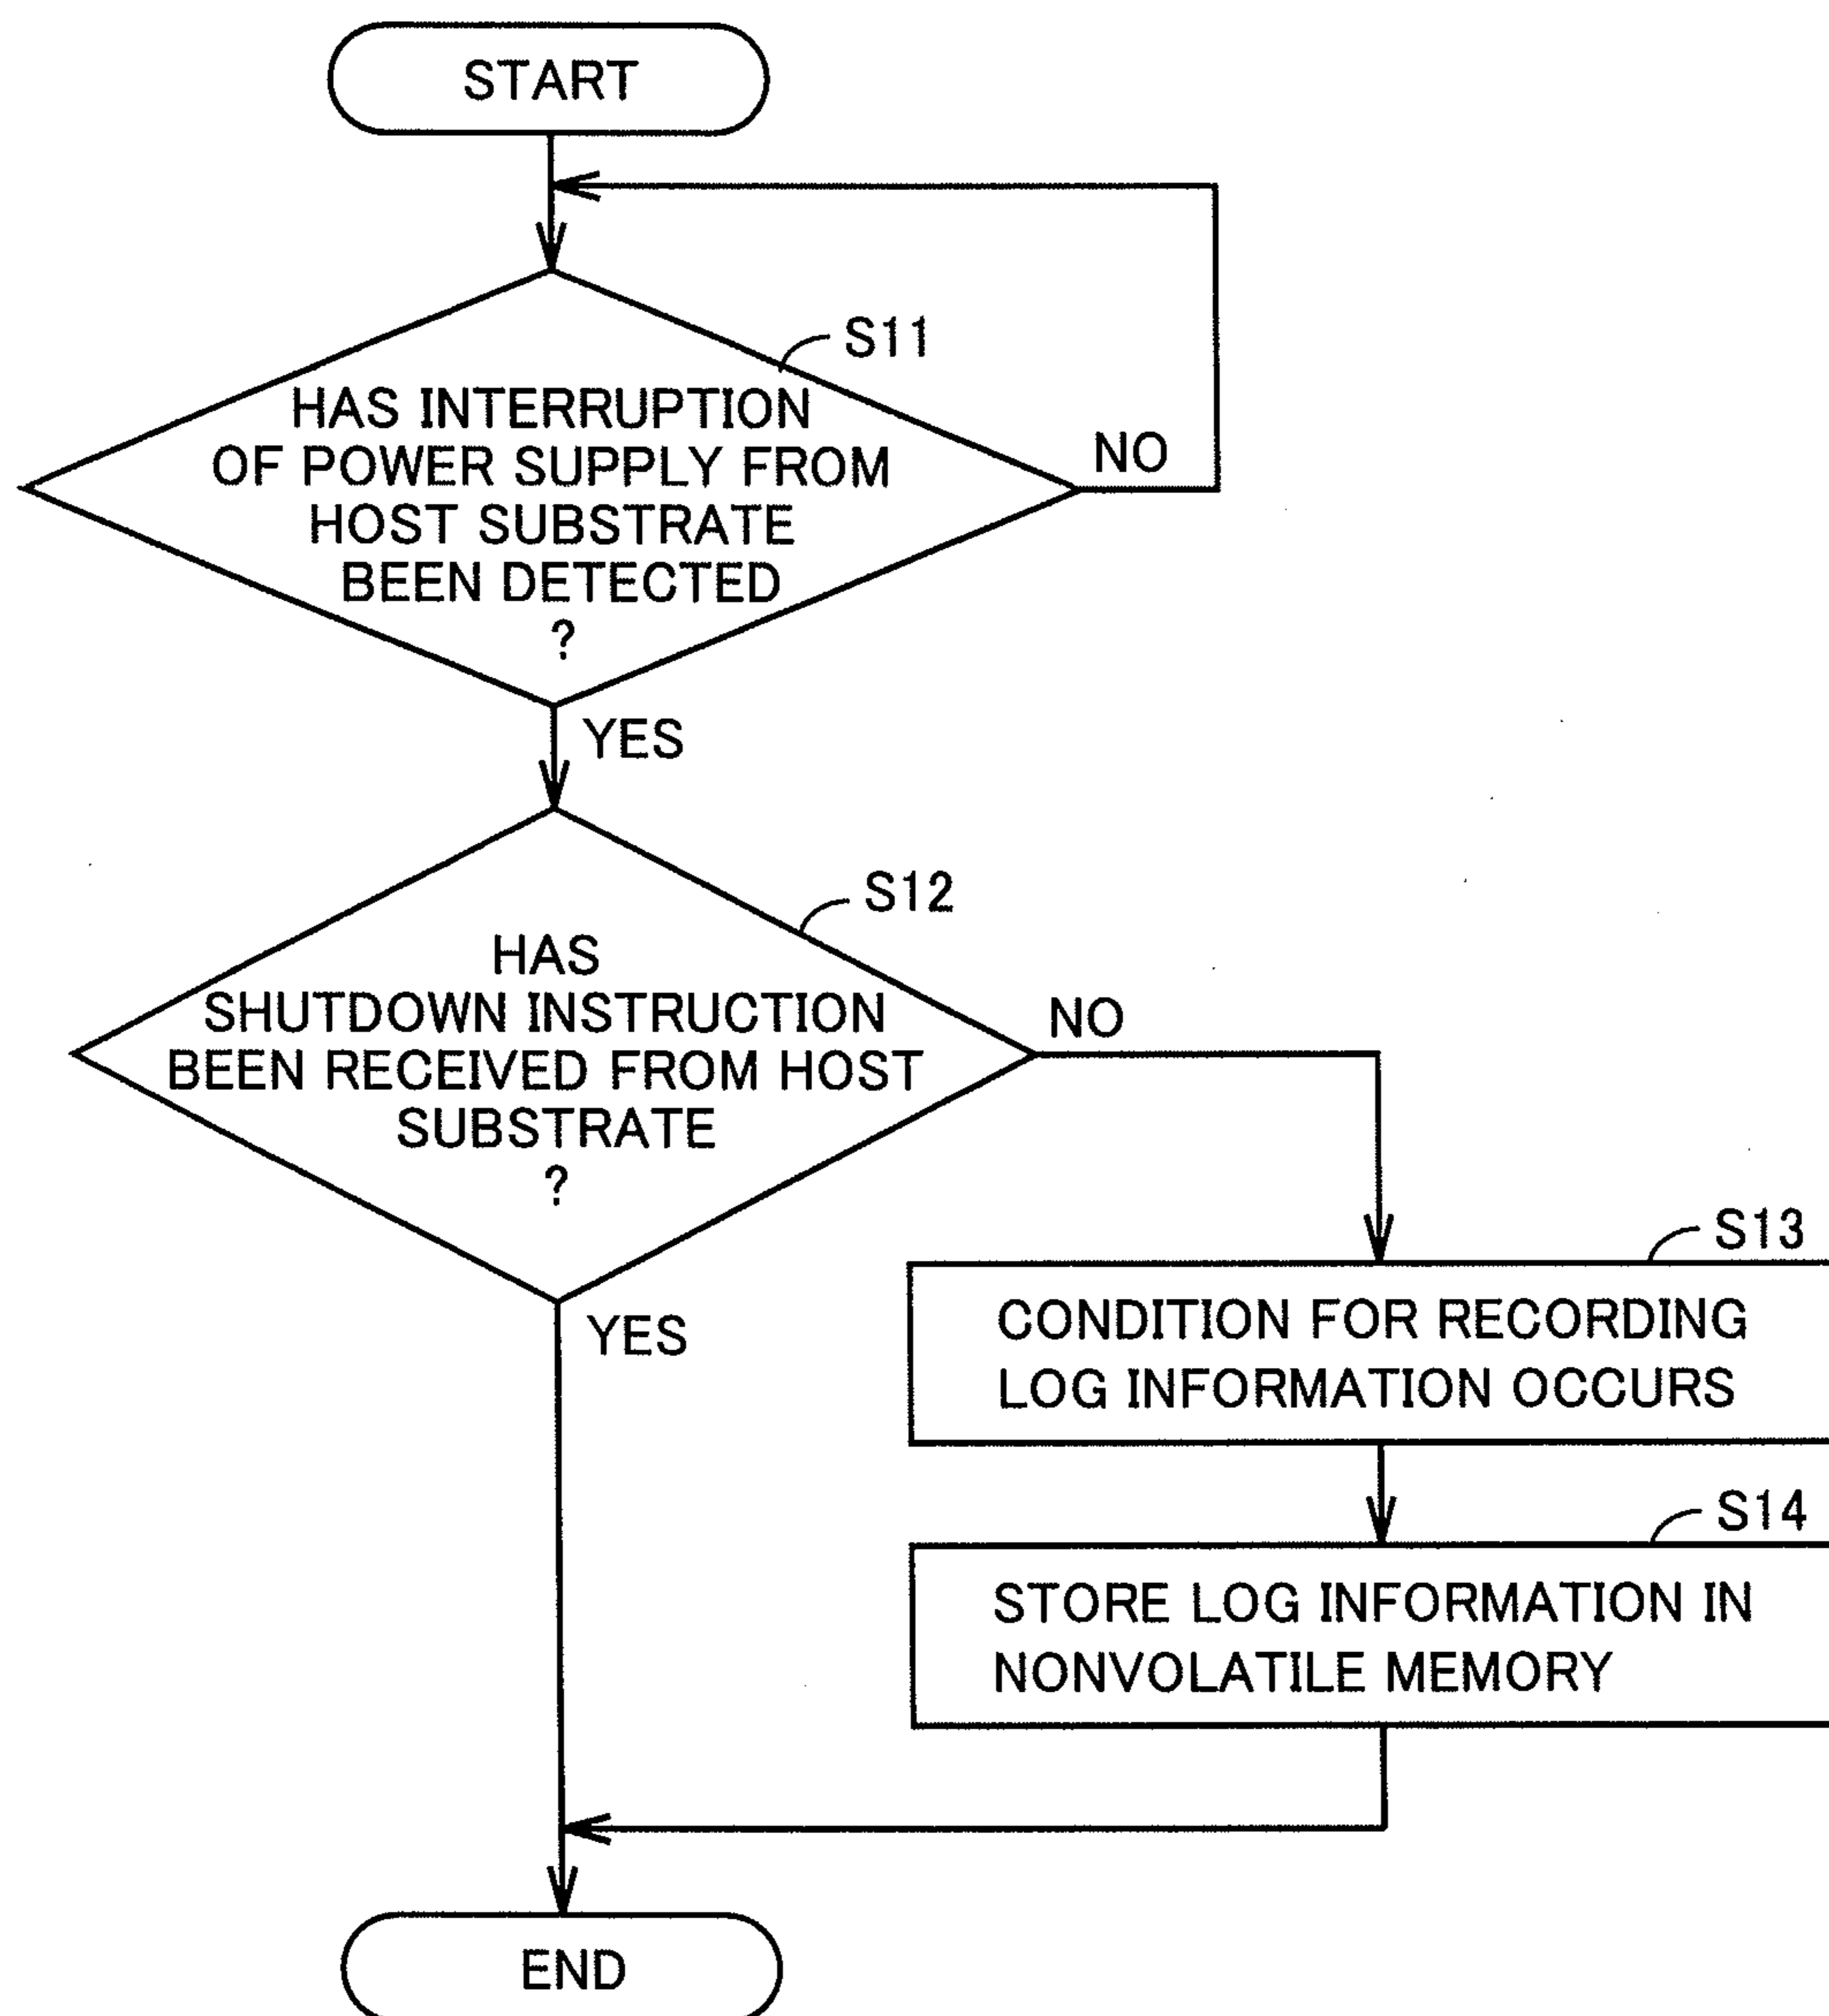 START
S11
HAS INTERRUPTION
OF POWER SUPPLY FROM
HOST SUBSTRATE
BEEN DETECTED
?
NO
YES
S12
HAS
SHUTDOWN INSTRUCTION
BEEN RECEIVED FROM HOST
SUBSTRATE
?
NO
YES
S13
CONDITION FOR RECORDING
LOG INFORMATION OCCURS
S14
STORE LOG INFORMATION IN
NONVOLATILE MEMORY
END